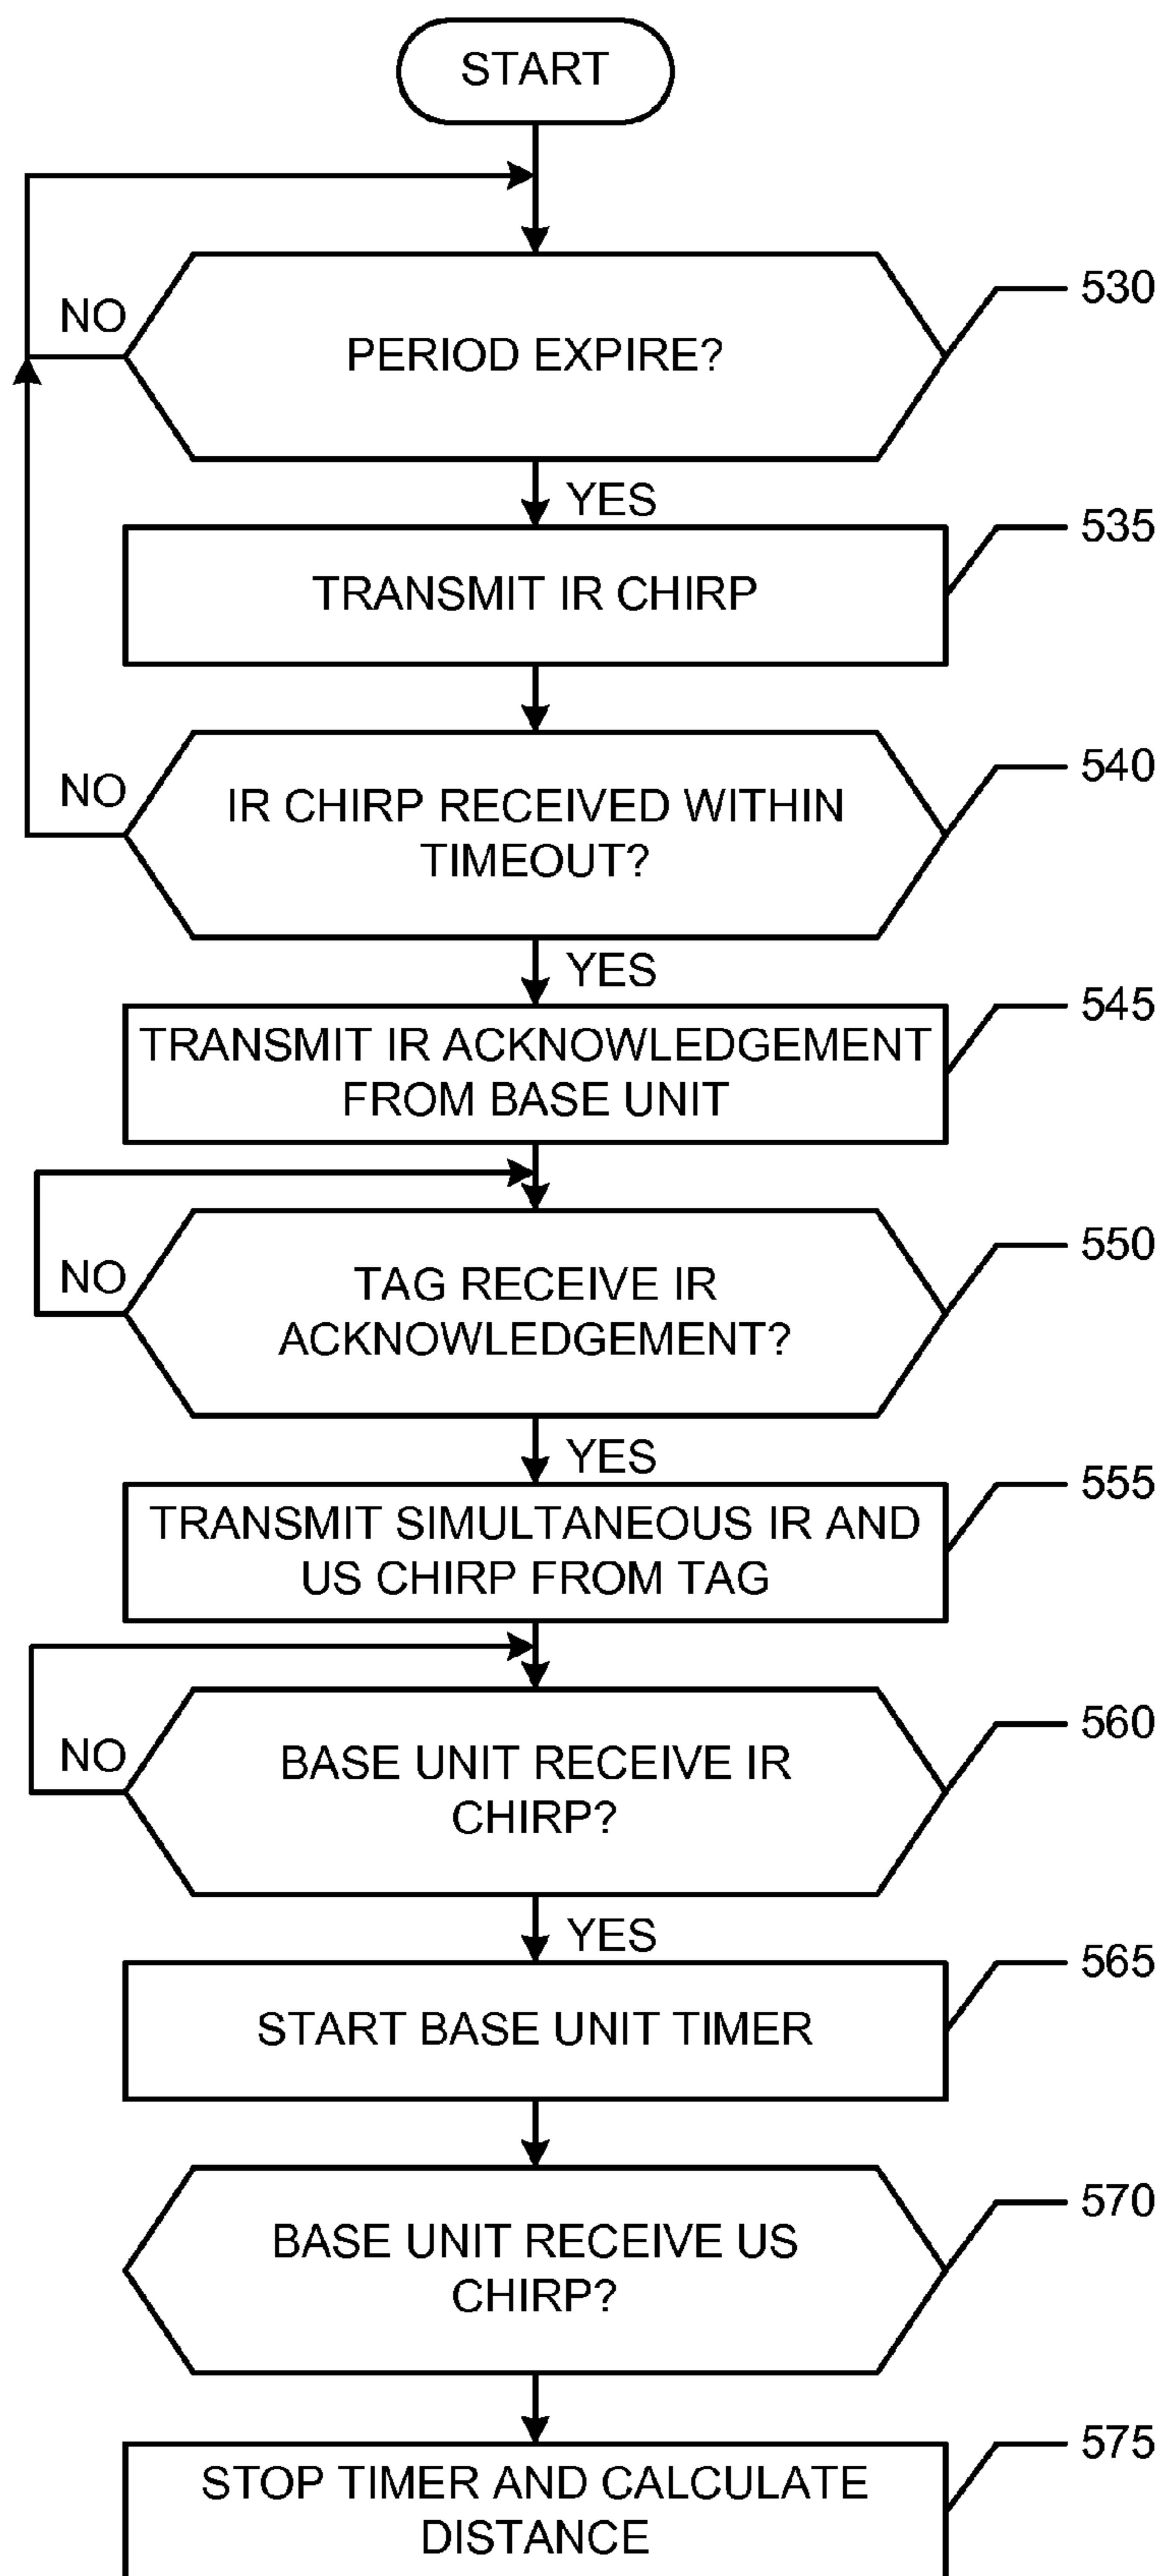 START
NO
530
PERIOD EXPIRE?
YES
535
TRANSMIT IR CHIRP
540
NO
IR CHIRP RECEIVED WITHIN
TIMEOUT?
YES
545
TRANSMIT IR ACKNOWLEDGEMENT
FROM BASE UNIT
550
NO
TAG RECEIVE IR
ACKNOWLEDGEMENT?
YES
555
TRANSMIT SIMULTANEOUS IR AND
US CHIRP FROM TAG
560
NO
BASE UNIT RECEIVE IR
CHIRP?
YES
565
START BASE UNIT TIMER
570
BASE UNIT RECEIVE US
CHIRP?
575
STOP TIMER AND CALCULATE
DISTANCE